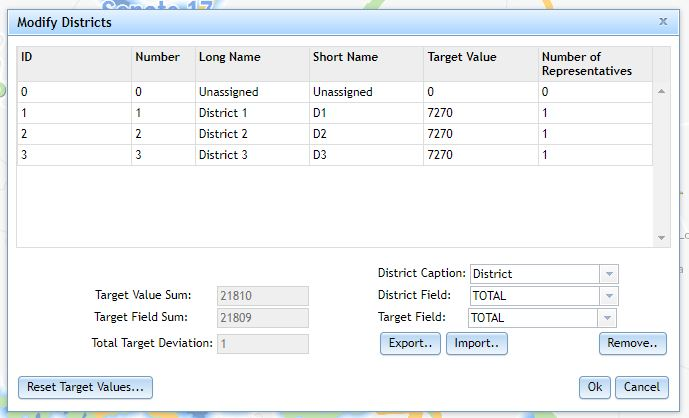 Senate 17
Modify Districts x
ID Number Long Name Short Name Target Value Number of Representatives
0 0 Unassigned Unassigned 0 0
1 1 District 1 D1 7270 1
2 2 District 2 D2 7270 1
3 3 District 3 D3 7270 1
District Caption: District
Target Value Sum: 21810 District Field: TOTAL
Target Field Sum: 21809 Target Field: TOTAL
Total Target Deviation: 1 Export.. Import.. Remove..
Reset Target Values... Ok Cancel